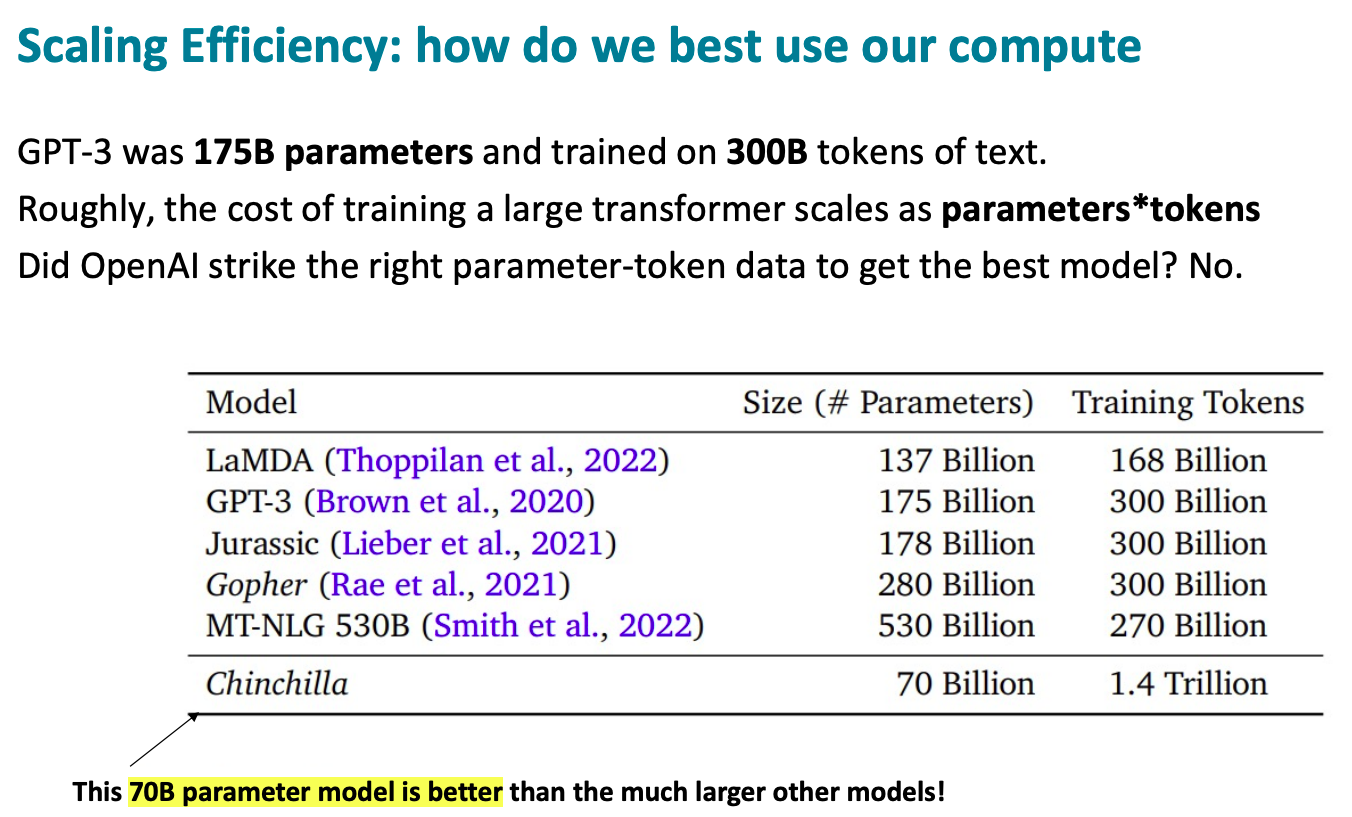 Scaling Efficiency: how do we best use our compute
GPT-3 was 175B parameters and trained on 300B tokens of text.
Roughly, the cost of training a large transformer scales as parameters*tokens
Did OpenAI strike the right parameter-token data to get the best model? No.
Model Size (# Parameters) Training Tokens
LaMDA (Thoppilan et al., 2022) 137 Billion 168 Billion
GPT-3 (Brown et al., 2020) 175 Billion 300 Billion
Jurassic (Lieber et al., 2021) 178 Billion 300 Billion
Gopher (Rae et al., 2021) 280 Billion 300 Billion
MT-NLG 530B (Smith et al., 2022) 530 Billion 270 Billion
Chinchilla 70 Billion 1.4 Trillion
This 70B parameter model is better than the much larger other models!